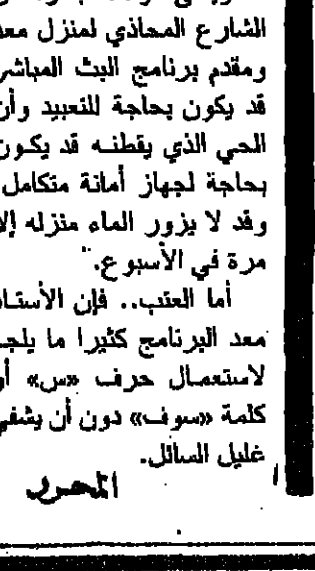 الشارع المحاذي لمنزل معد
ومقدم برنامج البث المباشر
قد يكون بحاجة للتعبيد وأن
الحي الذي يقطنه قد يكون
بحاجة لجهاز أمانة متكامل
وقد لا يزور الماء منزله إلا
مرة في الأسبوع.
أما العتب.. فإن الأستاذ
معد البرنامج كثيرا ما يلجأ
لاستعمال حرف «س» أو
كلمة «سوف» دون أن يشفي
غليل السائل.
المحرر